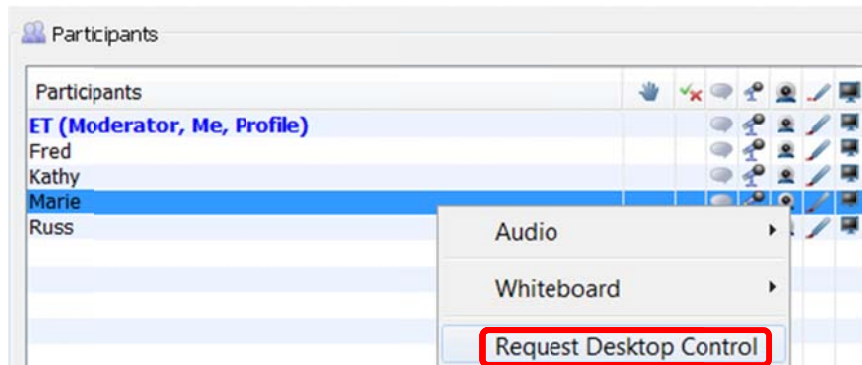 Participants
Participants
ET (Moderator, Me, Profile)
Fred
Kathy
Marie
Russ
Audio
Whiteboard
Request Desktop Control